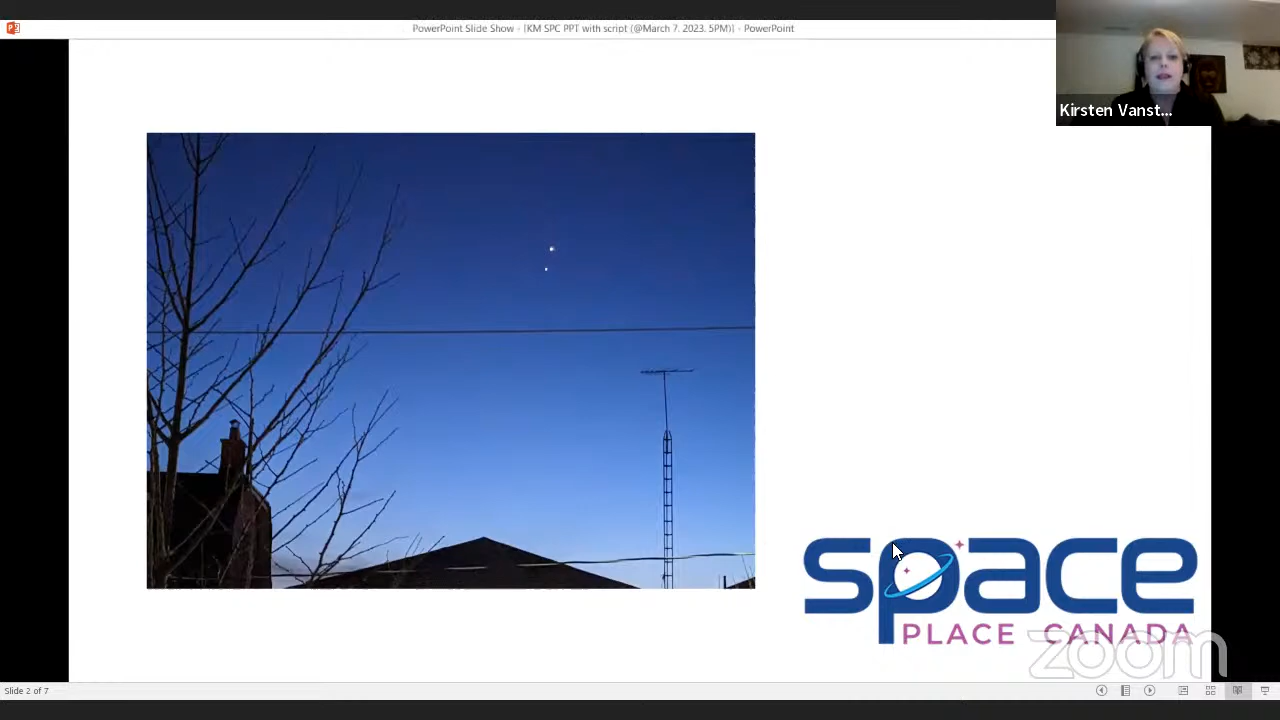 PowerPoint Slide Show - [KM SPC PPT with script (@March 7. 2023. 5PM)] - PowerPoint
Kirsten Vanst...
space
PLACE CANADA
zoom
Slide 2 of 7